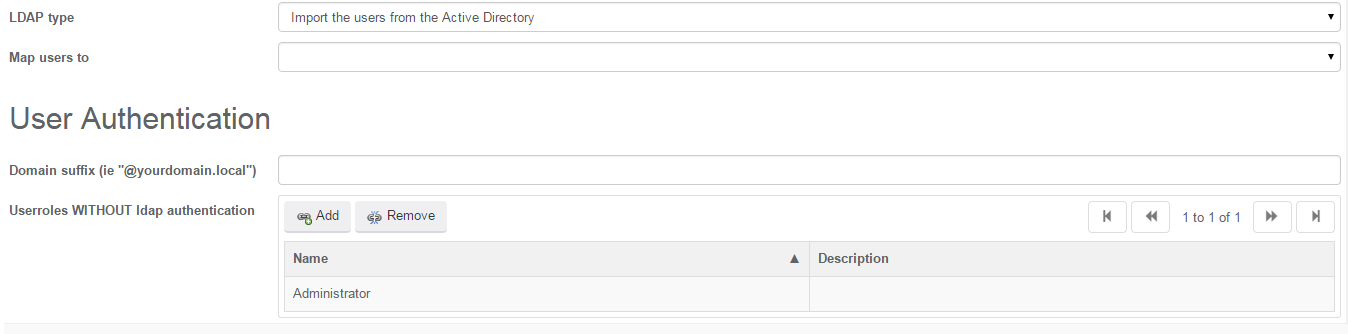 LDAP type Import the users from the Active Directory
Map users to
User Authentication
Domain suffix (ie "@yourdomain.local")
Userroles WITHOUT ldap authentication Add Remove 1 to 1 of 1
Name Description
Administrator